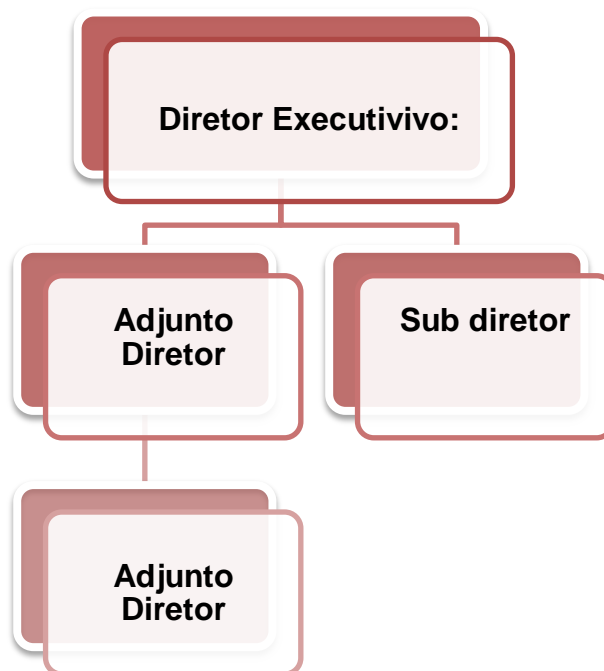 Diretor Executivivo:
Adjunto
Diretor
Sub diretor
Adjunto
Diretor